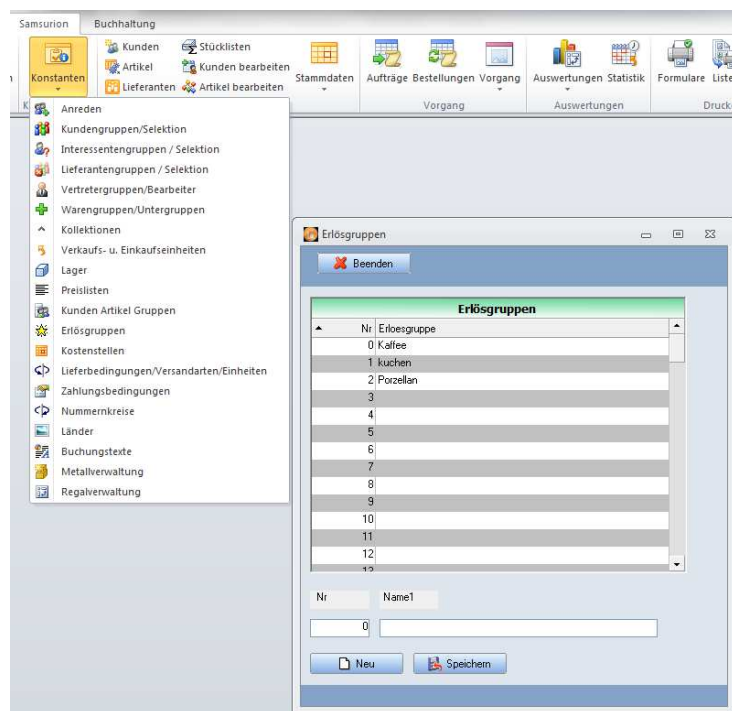 Samsurion Buchhaltung
Konstanten
Kunden
Artikel
Lieferanten
Stücklisten
Kunden bearbeiten
Artikel bearbeiten
Stammdaten
Aufträge Bestellungen Vorgang
Auswertungen Statistik
Formulare Liste
Vorgang Auswertungen Druck
Anreden
Kundengruppen/Selektion
Interessentengruppen / Selektion
Lieferantengruppen / Selektion
Vertretergruppen/Bearbeiter
Warengruppen/Untergruppen
Kollektionen
Verkaufs- u. Einkaufseinheiten
Lager
Preislisten
Kunden Artikel Gruppen
Erlösgruppen
Kostenstellen
Lieferbedingungen/Versandarten/Einheiten
Zahlungsbedingungen
Nummernkreise
Länder
Buchungstexte
Metallverwaltung
Regalverwaltung
Erlösgruppen
Beenden
Erlösgruppen
Nr Erloesgruppe
0 Kaffee
1 kuchen
2 Porzellan
3
4
5
6
7
8
9
10
11
12
13
Nr Name1
0
Neu Speichern